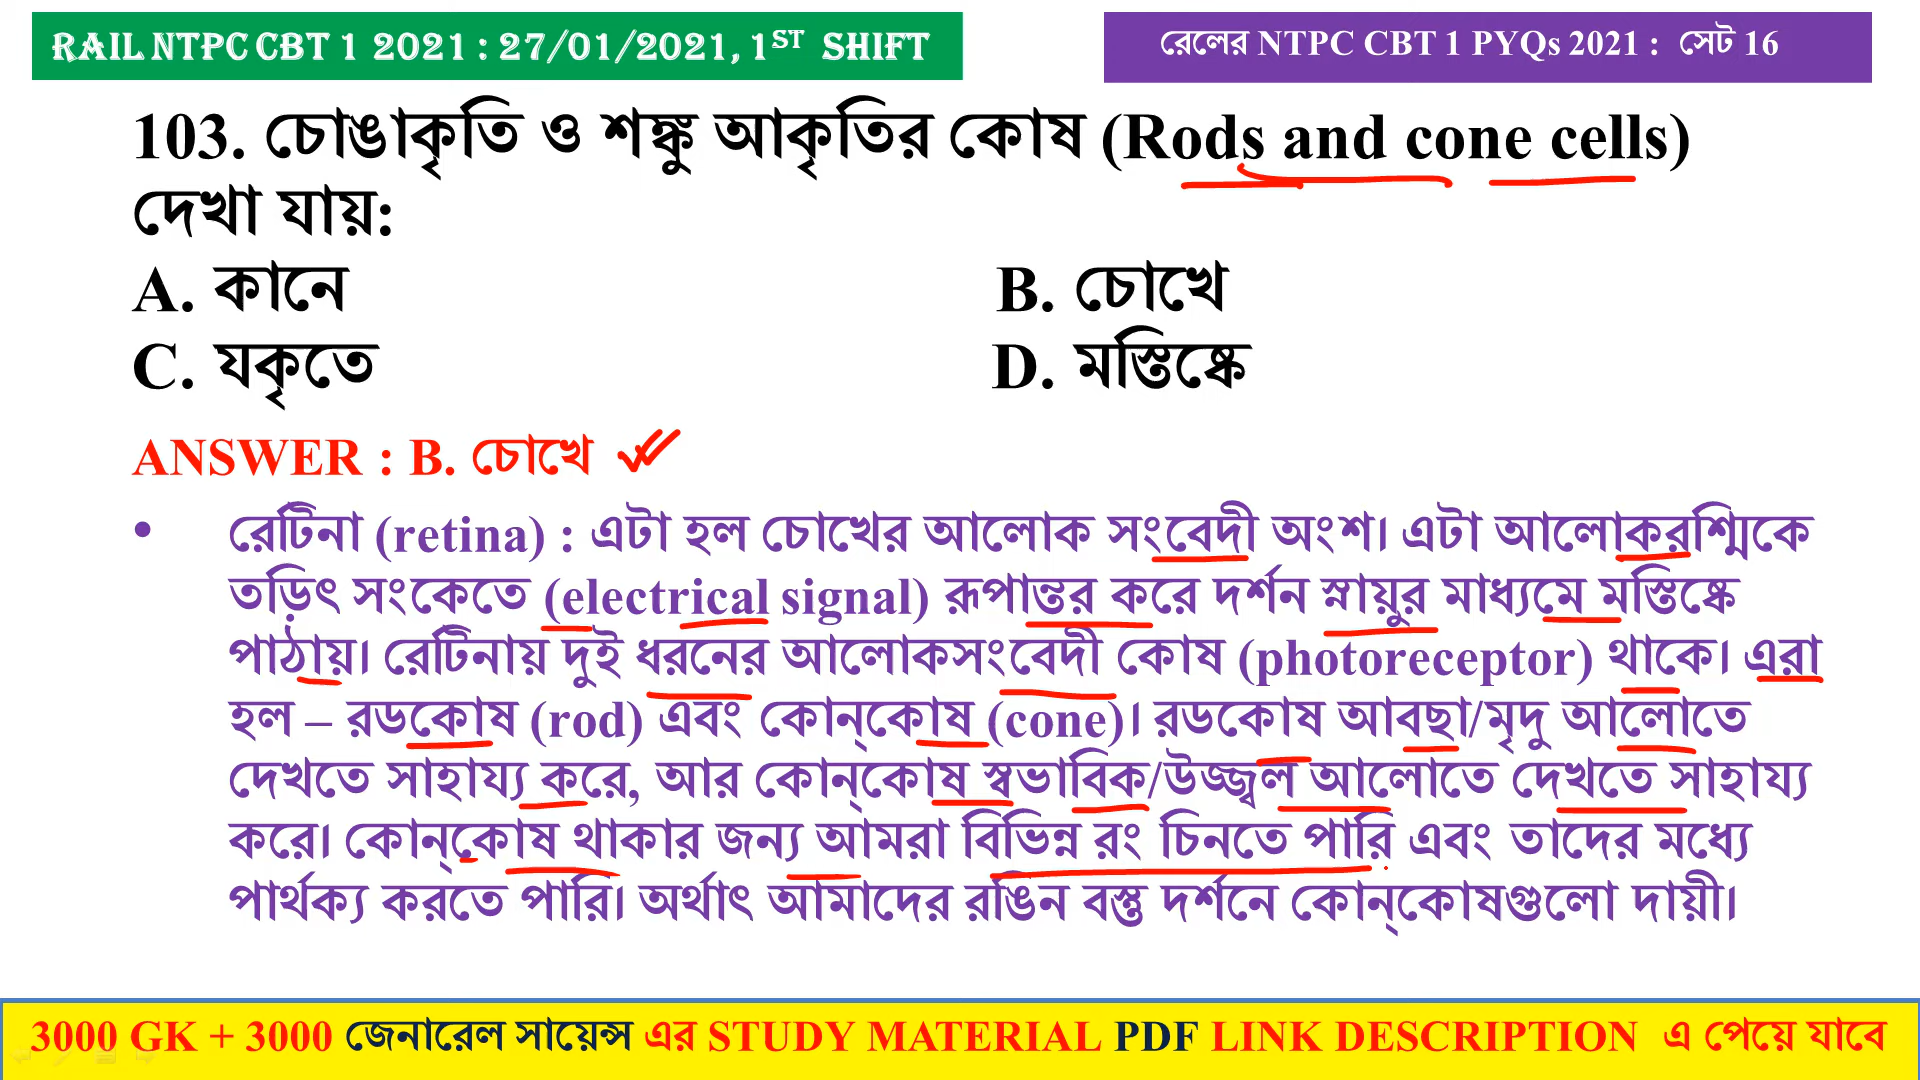 RAIL NTPC CBT 1 2021 : 27/01/2021, 1ST SHIFT
রেলের NTPC CBT 1 PYQs 2021 : সেট 16
103. চোঙাকৃতি ও শঙ্কু আকৃতির কোষ (Rods and cone cells)
দেখা যায়:
A. কানে B. চোখে
C. যকৃতে D. মস্তিষ্কে
ANSWER : B. চোখে
• রেটিনা (retina) : এটা হল চোখের আলোক সংবেদী অংশ। এটা আলোকরশ্মিকে
তড়িৎ সংকেতে (electrical signal) রূপান্তর করে দর্শন স্নায়ুর মাধ্যমে মস্তিষ্কে
পাঠায়। রেটিনায় দুই ধরনের আলোকসংবেদী কোষ (photoreceptor) থাকে। এরা
হল – রডকোষ (rod) এবং কোন্‌কোষ (cone)। রডকোষ আবছা/মৃদু আলোতে
দেখতে সাহায্য করে, আর কোন্‌কোষ স্বভাবিক/উজ্জ্বল আলোতে দেখতে সাহায্য
করে। কোন্‌কোষ থাকার জন্য আমরা বিভিন্ন রং চিনতে পারি এবং তাদের মধ্যে
পার্থক্য করতে পারি। অর্থাৎ আমাদের রঙিন বস্তু দর্শনে কোন্‌কোষগুলো দায়ী।
3000 GK + 3000 জেনারেল সায়েন্স এর STUDY MATERIAL PDF LINK DESCRIPTION এ পেয়ে যাবে